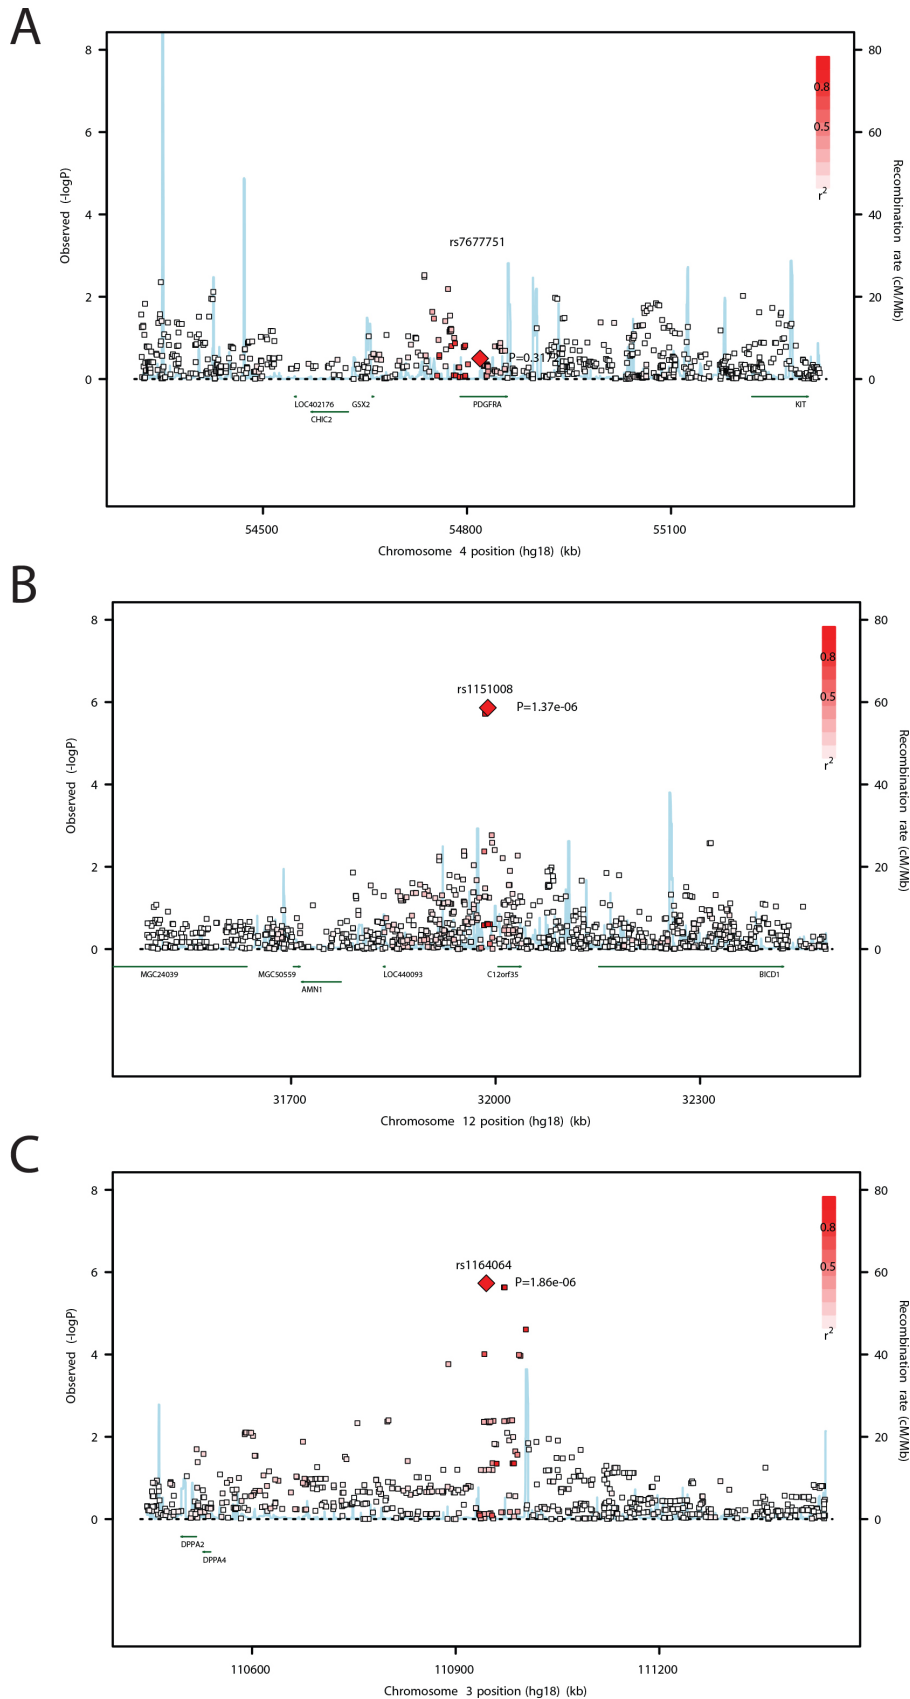 A
8
6
4
2
0
Observed (-logP)
80
60
40
20
0
Recombination rate (cM/Mb)
0.8
0.5
r2
rs7677751
P=0.317
LOC402176
GSX2
PDGFRA
KIT
CHIC2
54500
54800
55100
Chromosome 4 position (hg18) (kb)
B
8
6
4
2
0
Observed (-logP)
80
60
40
20
0
Recombination rate (cM/Mb)
0.8
0.5
r2
rs1151008
P=1.37e-06
MGC24039
MGC50559
LOC440093
C12orf35
BICD1
AMN1
31700
32000
32300
Chromosome 12 position (hg18) (kb)
C
8
6
4
2
0
Observed (-logP)
80
60
40
20
0
Recombination rate (cM/Mb)
0.8
0.5
r2
rs1164064
P=1.86e-06
DPPA2
DPPA4
110600
110900
111200
Chromosome 3 position (hg18) (kb)